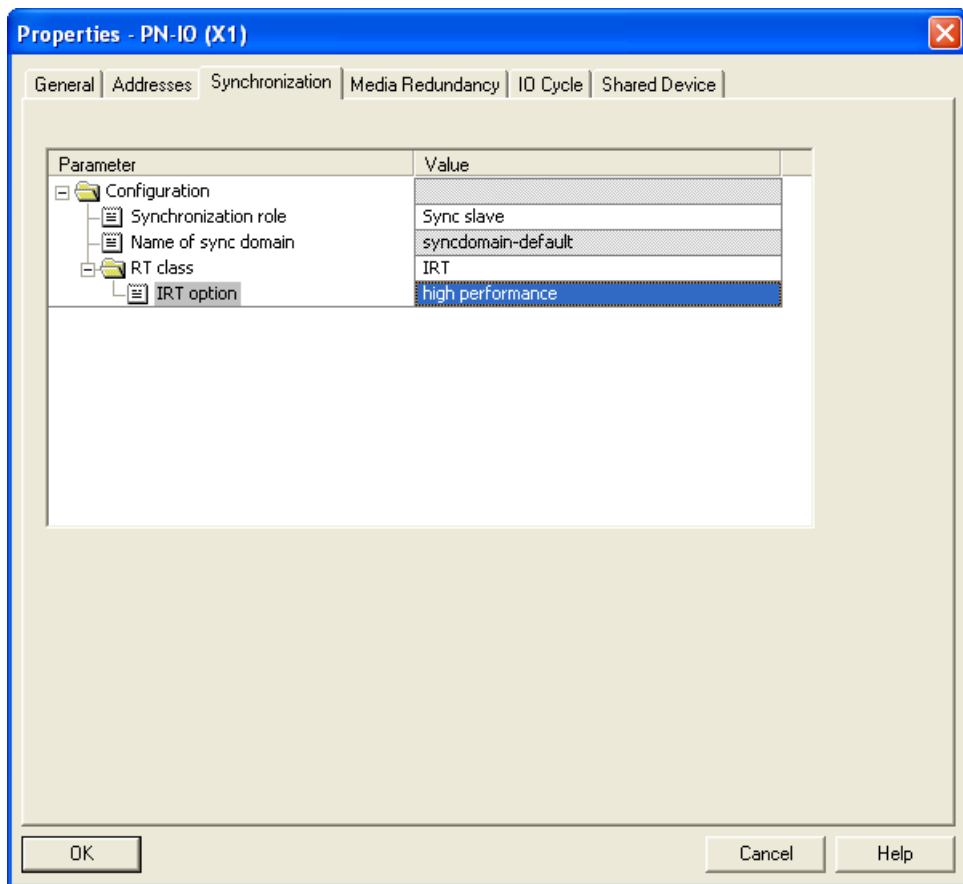 Properties - PN-IO (X1)
General Addresses Synchronization Media Redundancy IO Cycle Shared Device
Parameter Value
Configuration
Synchronization role Sync slave
Name of sync domain syncdomain-default
RT class IRT
IRT option high performance
OK Cancel Help